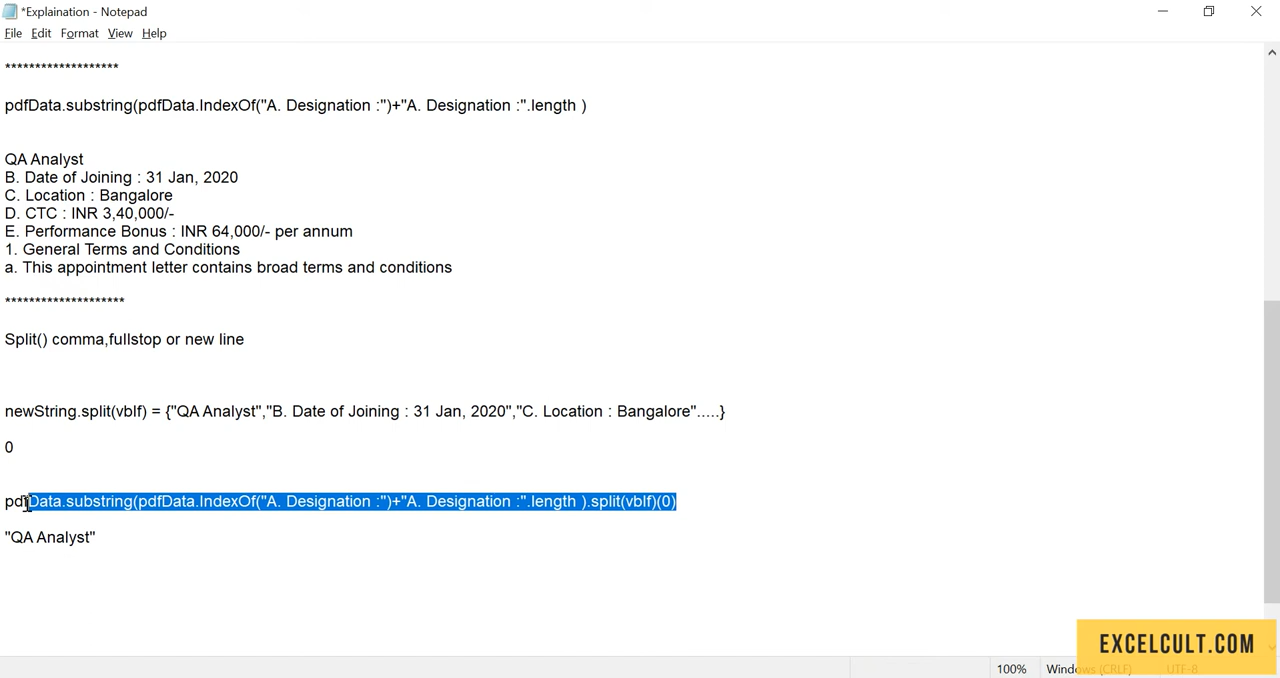 *Explaination - Notepad
File Edit Format View Help
*******************
pdfData.substring(pdfData.IndexOf("A. Designation :")+"A. Designation :".length )
QA Analyst
B. Date of Joining : 31 Jan, 2020
C. Location : Bangalore
D. CTC : INR 3,40,000/-
E. Performance Bonus : INR 64,000/- per annum
1. General Terms and Conditions
a. This appointment letter contains broad terms and conditions
********************
Split() comma,fullstop or new line
newString.split(vblf) = {"QA Analyst","B. Date of Joining : 31 Jan, 2020","C. Location : Bangalore".....}
0
pdfData.substring(pdfData.IndexOf("A. Designation :")+"A. Designation :".length ).split(vblf)(0)
"QA Analyst"
EXCELCULT.COM
100% Windows (CRLF) UTF-8